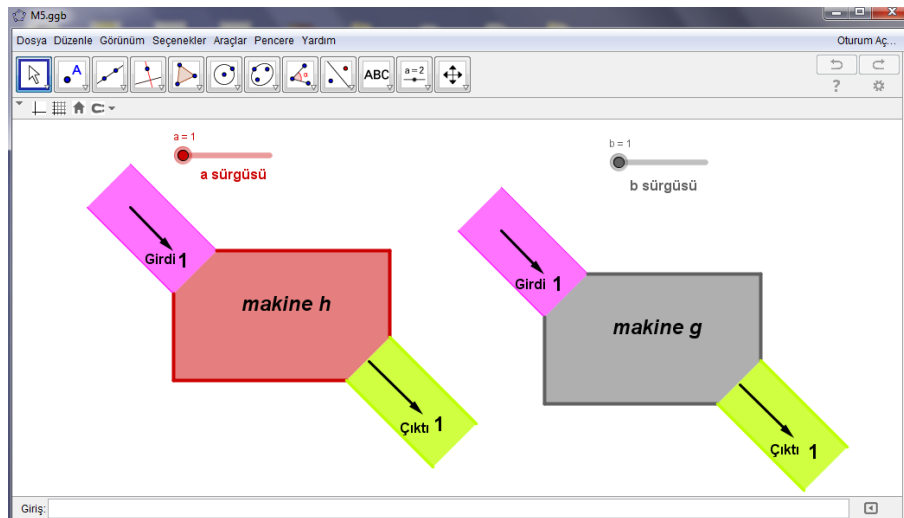 M5.ggb
Dosya Düzenle Görünüm Seçenekler Araçlar Pencere Yardım Oturum Aç...
A α ABC a=2
?
a = 1
a sürgüsü
b = 1
b sürgüsü
Girdi 1
makine h
Çıktı 1
Girdi 1
makine g
Çıktı 1
Giriş: